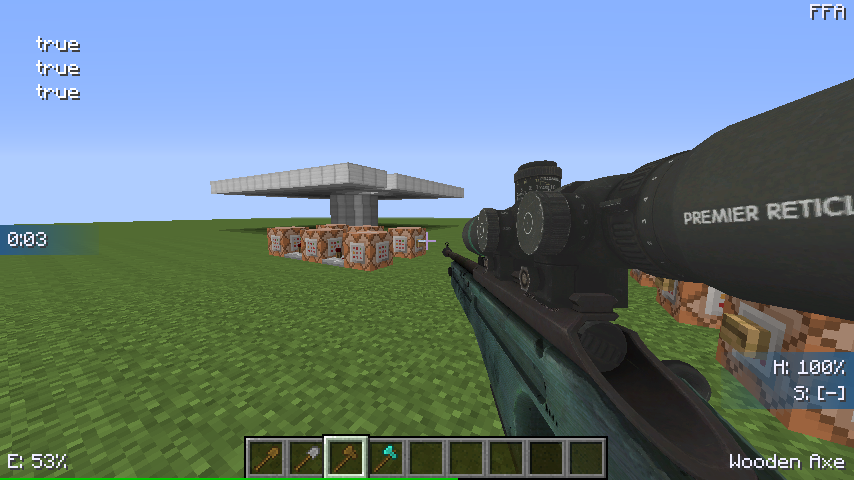 FFA
true
true
true
PREMIER RETICL
0:03
H: 100%
S: [-]
E: 53%
Wooden Axe